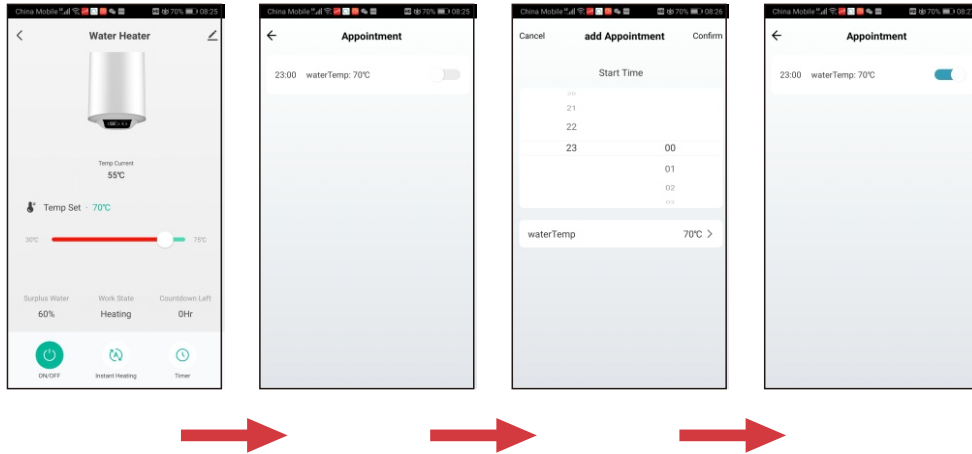 China Mobile 70% 08:25
Water Heater
Temp Current
55℃
Temp Set · 70℃
30℃ 75℃
Surplus Water Work State Countdown Left
60% Heating 0Hr
ON/OFF Instant Heating Timer
China Mobile 70% 08:25
Appointment
23:00 waterTemp: 70℃
China Mobile 70% 08:26
Cancel add Appointment Confirm
Start Time
20
21
22
23 00
01
02
03
waterTemp 70℃ >
China Mobile 70%
Appointment
23:00 waterTemp: 70℃